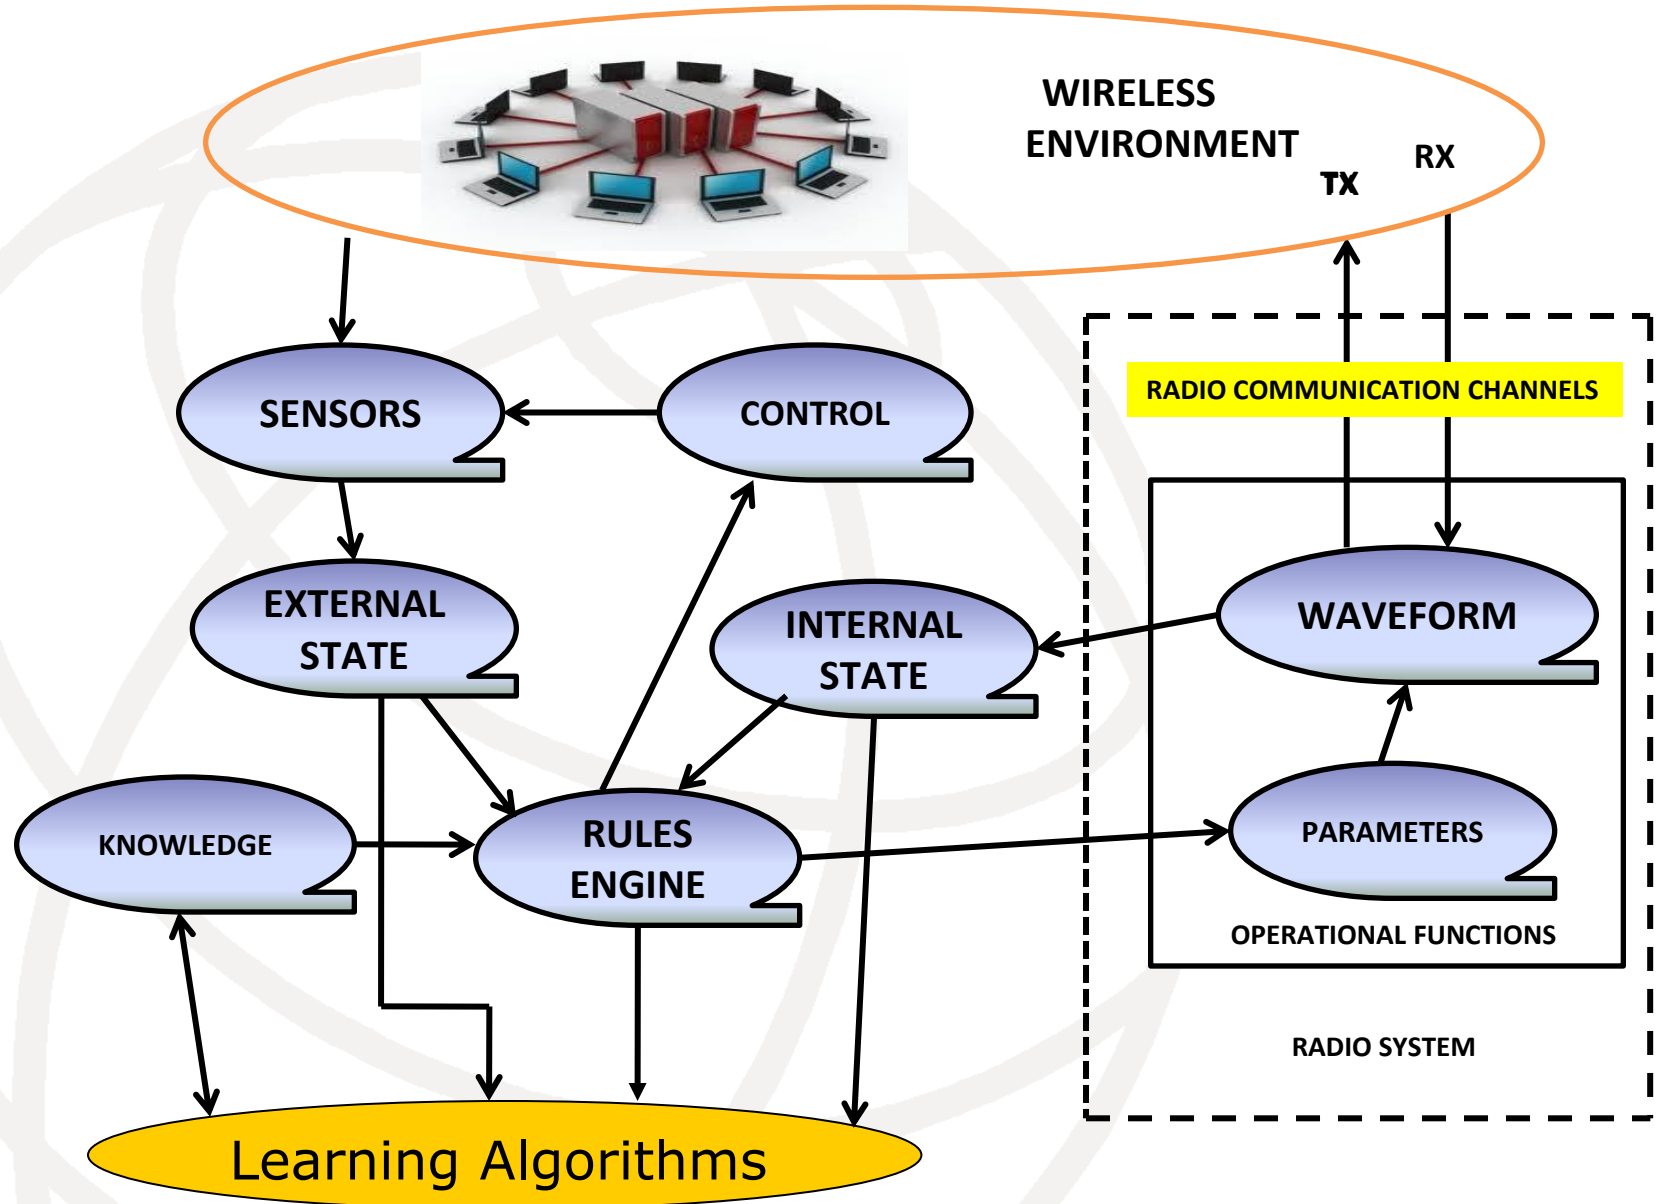 WIRELESS
ENVIRONMENT
TX
RX
RADIO COMMUNICATION CHANNELS
SENSORS
CONTROL
EXTERNAL
STATE
INTERNAL
STATE
WAVEFORM
KNOWLEDGE
RULES
ENGINE
PARAMETERS
OPERATIONAL FUNCTIONS
RADIO SYSTEM
Learning Algorithms